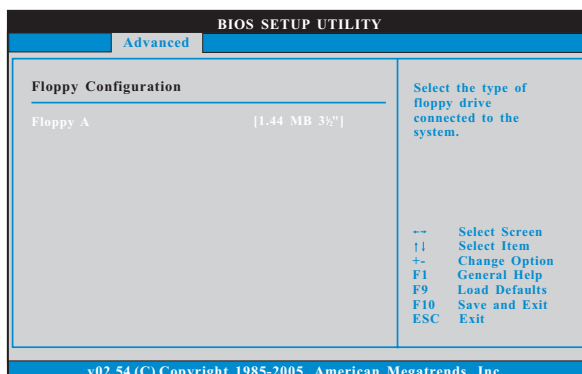 BIOS SETUP UTILITY
Advanced
Floppy Configuration
Floppy A [1.44 MB 3½"]
Select the type of
floppy drive
connected to the
system.
←→ Select Screen
↑↓ Select Item
+- Change Option
F1 General Help
F9 Load Defaults
F10 Save and Exit
ESC Exit
v02.54 (C) Copyright 1985-2005, American Megatrends, Inc.